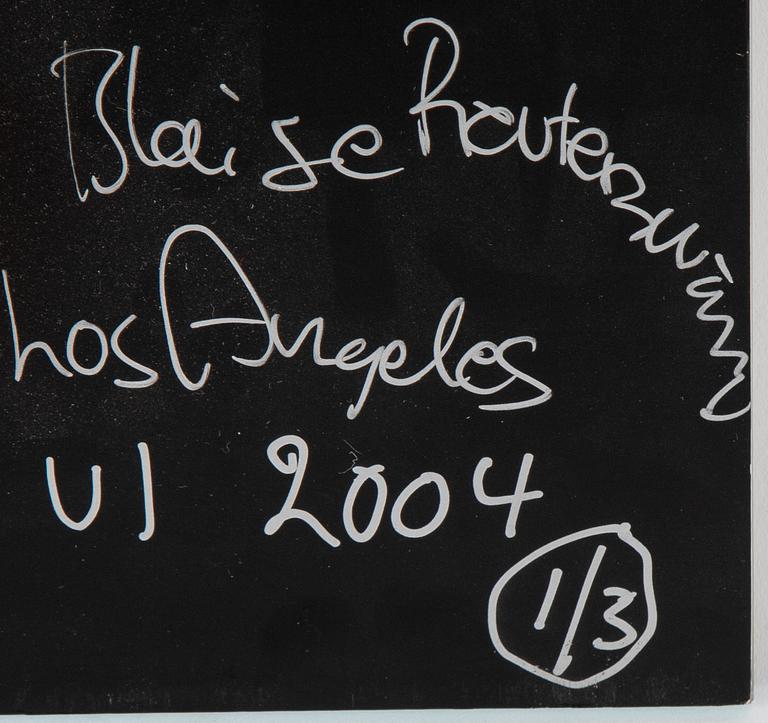 Blaise Reutersward
Los Angeles
VI 2004
1/3